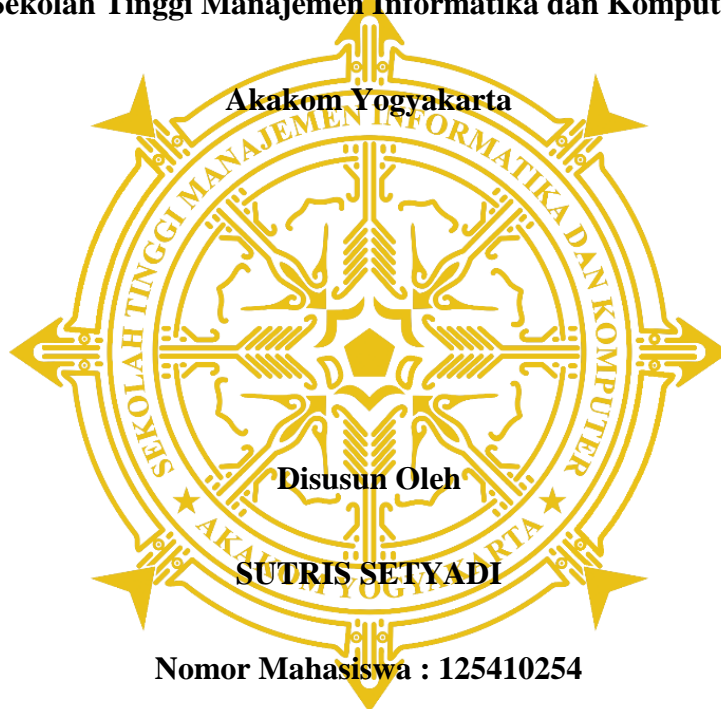 Sekolah Tinggi Manajemen Informatika dan Komput
Akakom Yogyakarta
SEKOLAH TINGGI MANAJEMEN INFORMATIKA DAN KOMPUTER
Disusun Oleh
SUTRIS SETYADI
★ AKAKOM YOGYAKARTA ★
Nomor Mahasiswa : 125410254